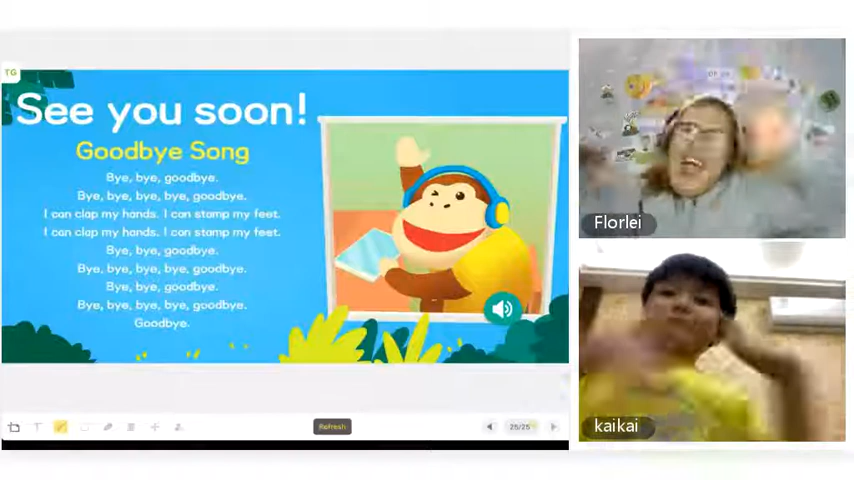 TG
See you soon!
Goodbye Song
Bye, bye, goodbye.
Bye, bye, bye, bye, goodbye.
I can clap my hands. I can stamp my feet.
I can clap my hands. I can stamp my feet.
Bye, bye, goodbye.
Bye, bye, bye, bye, goodbye.
Bye, bye, goodbye.
Bye, bye, bye, bye, goodbye.
Goodbye.
Refresh
25/25
Florlei
kaikai